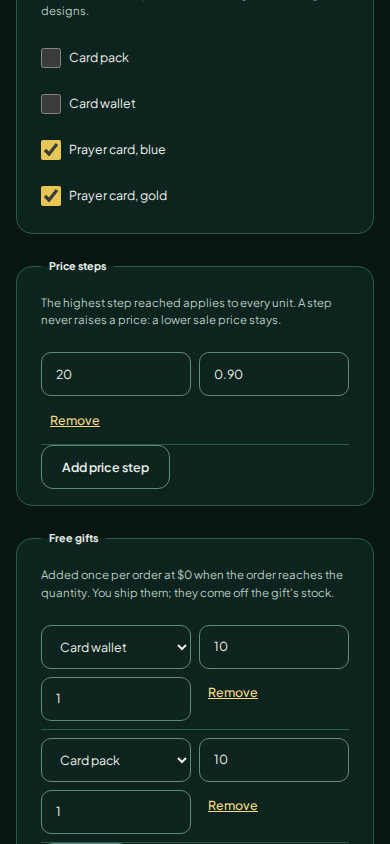 designs.
Card pack
Card wallet
Prayer card, blue
Prayer card, gold
Price steps
The highest step reached applies to every unit. A step
never raises a price: a lower sale price stays.
20
0.90
Remove
Add price step
Free gifts
Added once per order at $0 when the order reaches the
quantity. You ship them; they come off the gift's stock.
Card wallet
10
1
Remove
Card pack
10
1
Remove